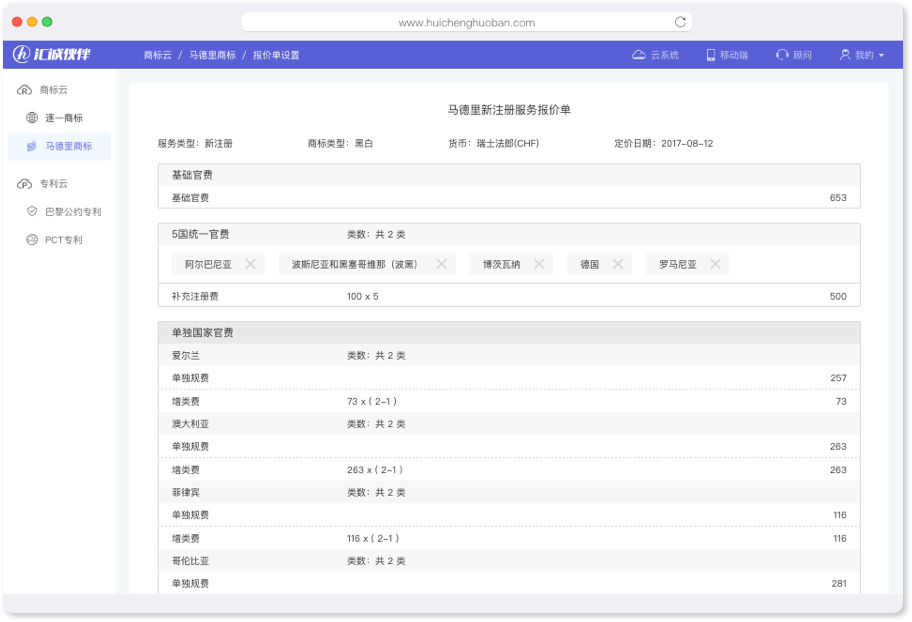 www.huichenghuoban.com
汇诚伙伴
商标云 / 马德里商标 / 报价单设置
云系统 移动端 顾问 我的
商标云
逐一商标
马德里商标
专利云
巴黎公约专利
PCT专利
马德里新注册服务报价单
服务类型：新注册 商标类型：黑白 货币：瑞士法郎(CHF) 定价日期：2017-08-12
基础官费
基础官费 653
5国统一官费 类数：共 2 类
阿尔巴尼亚 波斯尼亚和黑塞哥维那（波黑） 博茨瓦纳 德国 罗马尼亚
补充注册费 100 x 5 500
单独国家官费
爱尔兰 类数：共 2 类
单独规费 257
增类费 73 x ( 2-1 ) 73
澳大利亚 类数：共 2 类
单独规费 263
增类费 263 x ( 2-1 ) 263
菲律宾 类数：共 2 类
单独规费 116
增类费 116 x ( 2-1 ) 116
哥伦比亚 类数：共 2 类
单独规费 281